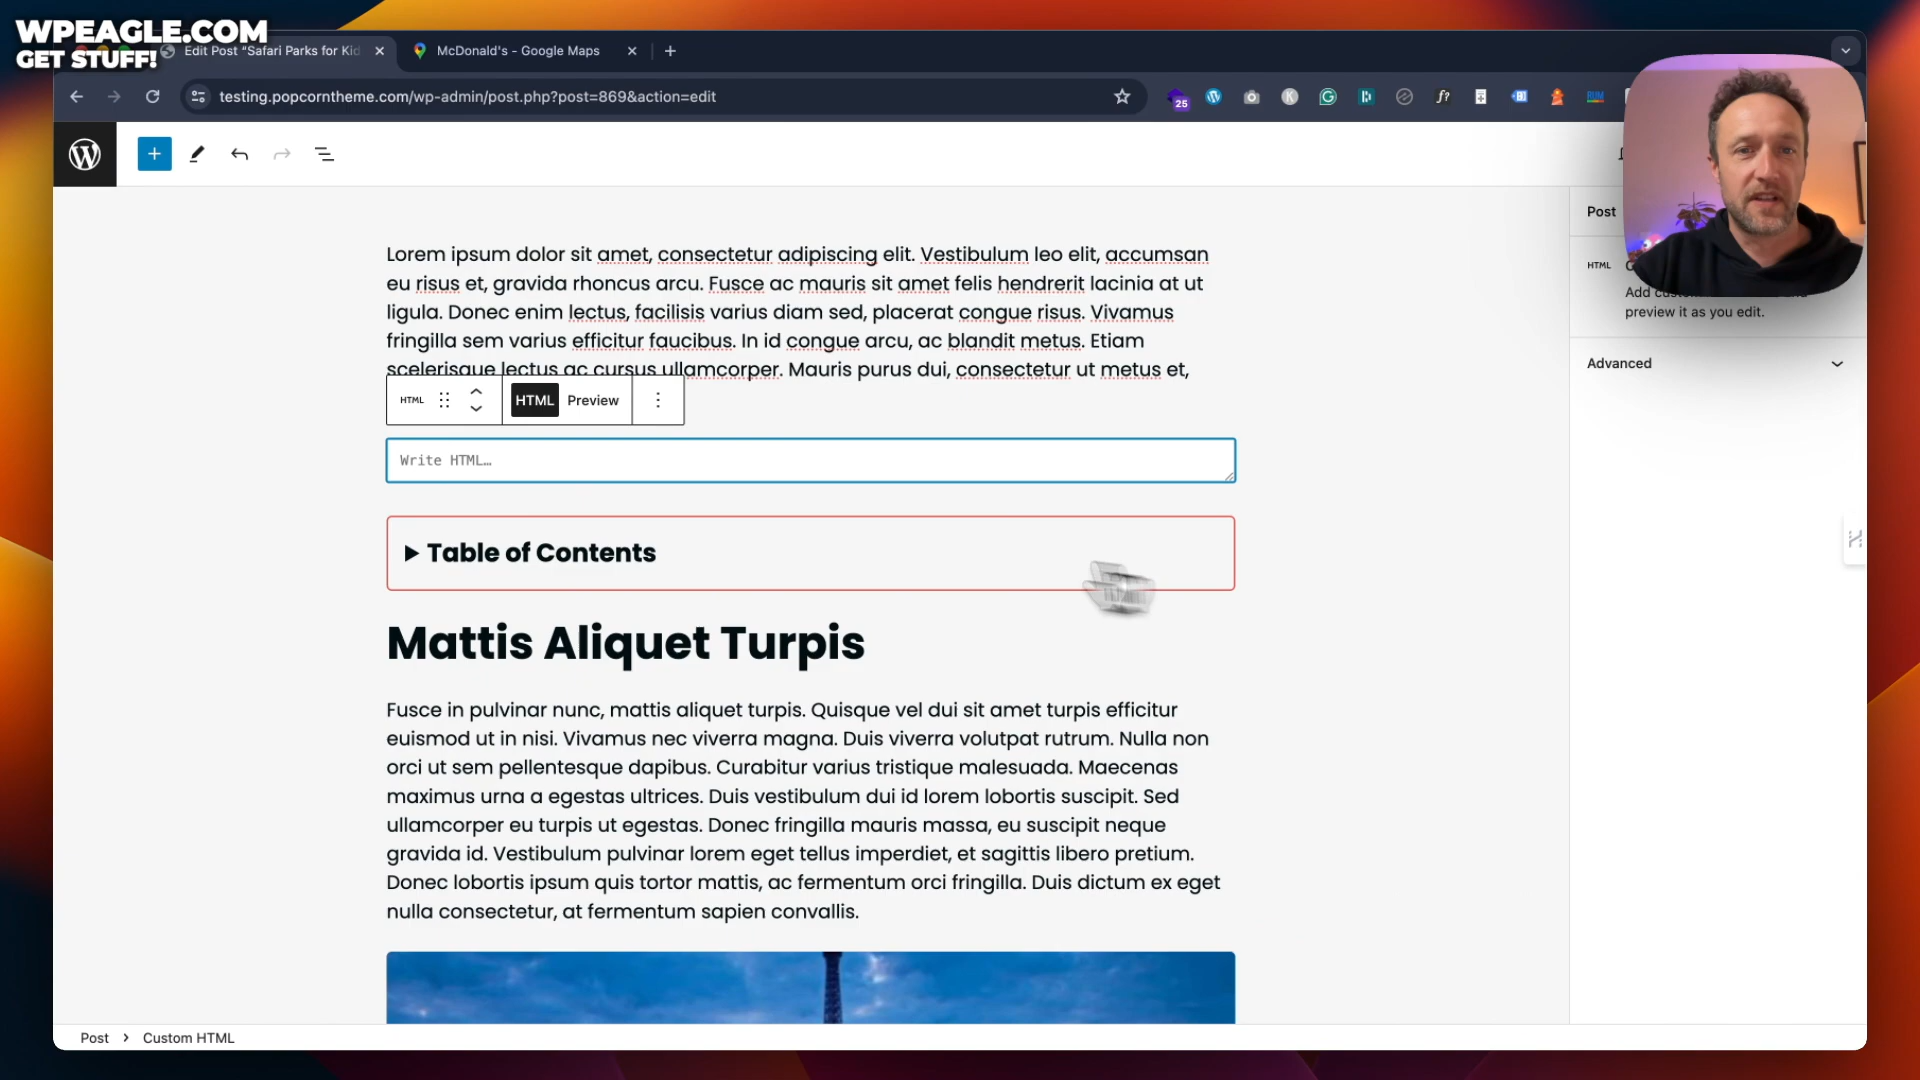 WPEAGLE.COM
GET STUFF!
Edit Post “Safari Parks for Kid
McDonald's - Google Maps
testing.popcorntheme.com/wp-admin/post.php?post=869&action=edit
25
Lorem ipsum dolor sit amet, consectetur adipiscing elit. Vestibulum leo elit, accumsan
eu risus et, gravida rhoncus arcu. Fusce ac mauris sit amet felis hendrerit lacinia at ut
ligula. Donec enim lectus, facilisis varius diam sed, placerat congue risus. Vivamus
fringilla sem varius efficitur faucibus. In id congue arcu, ac blandit metus. Etiam
scelerisque lectus ac cursus ullamcorper. Mauris purus dui, consectetur ut metus et,
HTML
HTML
Preview
Write HTML…
Table of Contents
Mattis Aliquet Turpis
Fusce in pulvinar nunc, mattis aliquet turpis. Quisque vel dui sit amet turpis efficitur
euismod ut in nisi. Vivamus nec viverra magna. Duis viverra volutpat rutrum. Nulla non
orci ut sem pellentesque dapibus. Curabitur varius tristique malesuada. Maecenas
maximus urna a egestas ultrices. Duis vestibulum dui id lorem lobortis suscipit. Sed
ullamcorper eu turpis ut egestas. Donec fringilla mauris massa, eu suscipit neque
gravida id. Vestibulum pulvinar lorem eget tellus imperdiet, et sagittis libero pretium.
Donec lobortis ipsum quis tortor mattis, ac fermentum orci fringilla. Duis dictum ex eget
nulla consectetur, at fermentum sapien convallis.
Post
HTML
Add
preview it as you edit.
Advanced
Post
Custom HTML